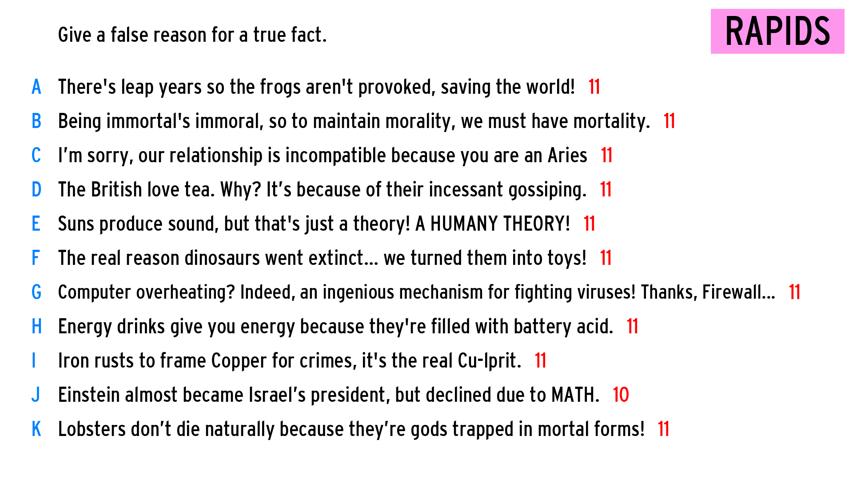 Give a false reason for a true fact.
RAPIDS
A There's leap years so the frogs aren't provoked, saving the world! 11
B Being immortal's immoral, so to maintain morality, we must have mortality. 11
C I’m sorry, our relationship is incompatible because you are an Aries 11
D The British love tea. Why? It’s because of their incessant gossiping. 11
E Suns produce sound, but that's just a theory! A HUMANY THEORY! 11
F The real reason dinosaurs went extinct... we turned them into toys! 11
G Computer overheating? Indeed, an ingenious mechanism for fighting viruses! Thanks, Firewall... 11
H Energy drinks give you energy because they're filled with battery acid. 11
I Iron rusts to frame Copper for crimes, it's the real Cu-lprit. 11
J Einstein almost became Israel’s president, but declined due to MATH. 10
K Lobsters don’t die naturally because they’re gods trapped in mortal forms! 11